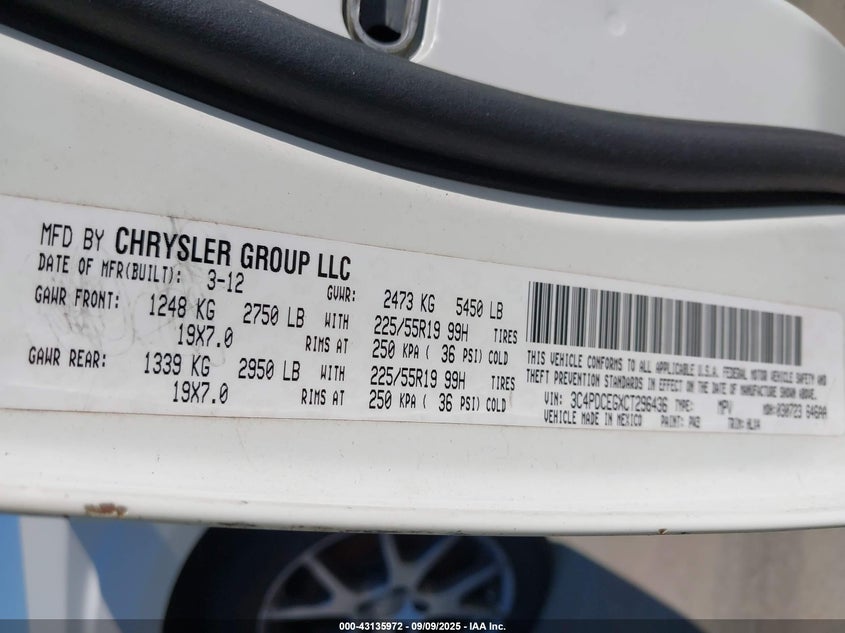 MFD BY CHRYSLER GROUP LLC
DATE OF MFR(BUILT): 3-12 GVWR: 2473 KG 5450 LB
GAWR FRONT: 1248 KG 2750 LB WITH 225/55R19 99H TIRES
19X7.0 RIMS AT 250 KPA ( 36 PSI) COLD
GAWR REAR: 1339 KG 2950 LB WITH 225/55R19 99H TIRES
19X7.0 RIMS AT 250 KPA ( 36 PSI) COLD
THIS VEHICLE CONFORMS TO ALL APPLICABLE U.S.A. FEDERAL MOTOR VEHICLE SAFETY AND
THEFT PREVENTION STANDARDS IN EFFECT ON THE DATE OF MANUFACTURE SHOWN ABOVE.
VIN: 3C4PDCEGXCT296436 TYPE: MPV MDH: 030723 646AA
VEHICLE MADE IN MEXICO PAINT: PW3 TRIM:
000-43135972 - 09/09/2025 - IAA Inc.